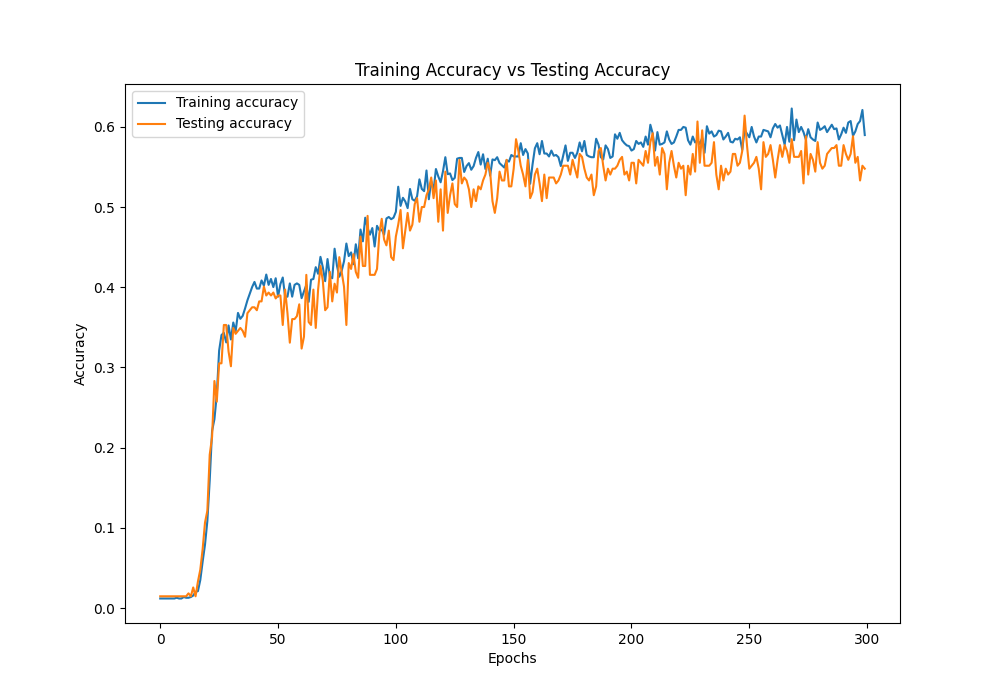 Training Accuracy vs Testing Accuracy
Training accuracy
Testing accuracy
Accuracy
0.6
0.5
0.4
0.3
0.2
0.1
0.0
0 50 100 150 200 250 300
Epochs